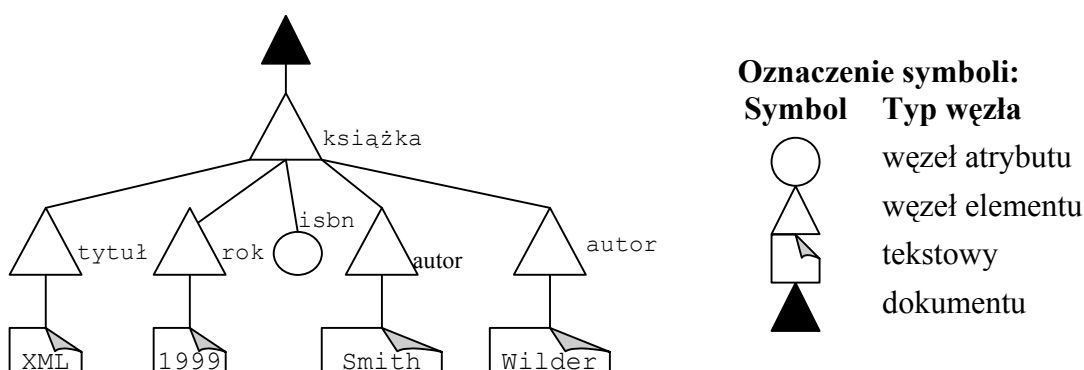 książka
tytuł
rok
isbn
autor
autor
XML
1999
Smith
Wilder
Oznaczenie symboli:
Symbol Typ węzła
węzeł atrybutu
węzeł elementu
tekstowy
dokumentu